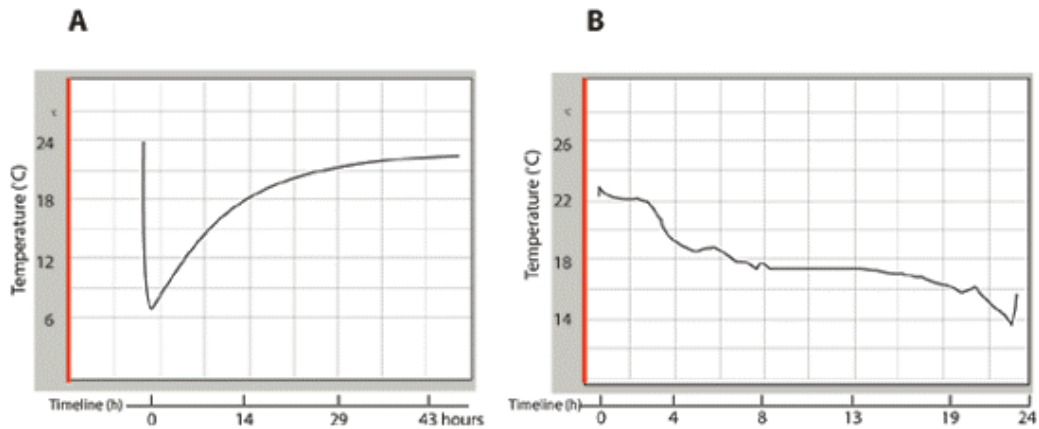 A
Temperature (°C)
c
24
18
12
6
Timeline (h)
0 14 29 43 hours
B
Temperature (°C)
c
26
22
18
14
Timeline (h)
0 4 8 13 19 24